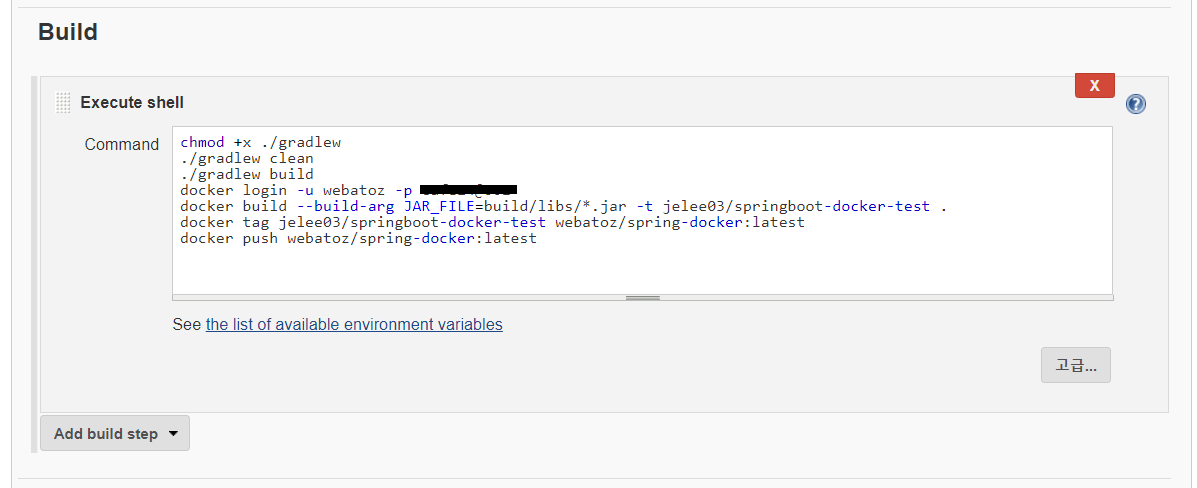 Build
Execute shell
X
?
Command
chmod +x ./gradlew
./gradlew clean
./gradlew build
docker login -u webatoz -p
docker build --build-arg JAR_FILE=build/libs/*.jar -t jelee03/springboot-docker-test .
docker tag jelee03/springboot-docker-test webatoz/spring-docker:latest
docker push webatoz/spring-docker:latest
See the list of available environment variables
고급...
Add build step